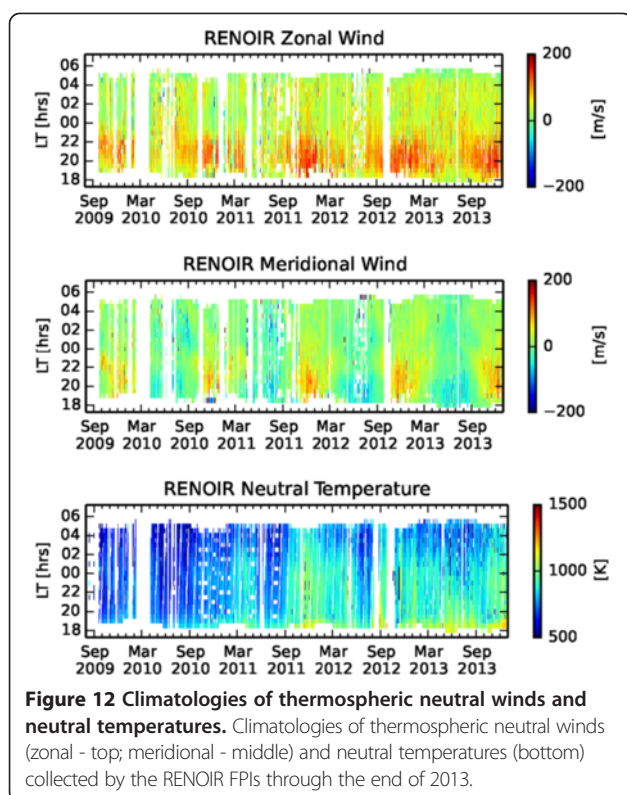 RENOIR Zonal Wind
LT [hrs]
06
04
02
00
22
20
18
Sep Mar Sep Mar Sep Mar Sep Mar Sep
2009 2010 2010 2011 2011 2012 2012 2013 2013
200
0
−200
[m/s]
RENOIR Meridional Wind
LT [hrs]
06
04
02
00
22
20
18
Sep Mar Sep Mar Sep Mar Sep Mar Sep
2009 2010 2010 2011 2011 2012 2012 2013 2013
200
0
−200
[m/s]
RENOIR Neutral Temperature
LT [hrs]
06
04
02
00
22
20
18
Sep Mar Sep Mar Sep Mar Sep Mar Sep
2009 2010 2010 2011 2011 2012 2012 2013 2013
1500
1000
500
[K]
Figure 12 Climatologies of thermospheric neutral winds and
neutral temperatures. Climatologies of thermospheric neutral winds
(zonal - top; meridional - middle) and neutral temperatures (bottom)
collected by the RENOIR FPIs through the end of 2013.